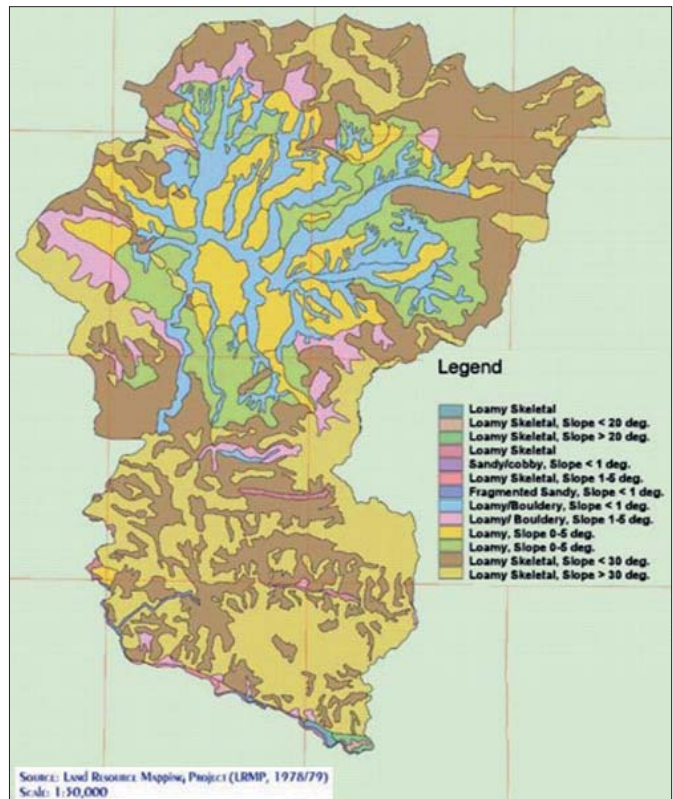 Legend
Loamy Skeletal
Loamy Skeletal, Slope < 20 deg.
Loamy Skeletal, Slope > 20 deg.
Loamy Skeletal
Sandy/cobby, Slope < 1 deg.
Loamy Skeletal, Slope 1-5 deg.
Fragmented Sandy, Slope < 1 deg.
Loamy/Bouldery, Slope < 1 deg.
Loamy/ Bouldery, Slope 1-5 deg.
Loamy, Slope 0-5 deg.
Loamy, Slope 0-5 deg.
Loamy Skeletal, Slope < 30 deg.
Loamy Skeletal, Slope > 30 deg.
Source: Land Resource Mapping Project (LRMP, 1978/79)
Scale: 1:50,000